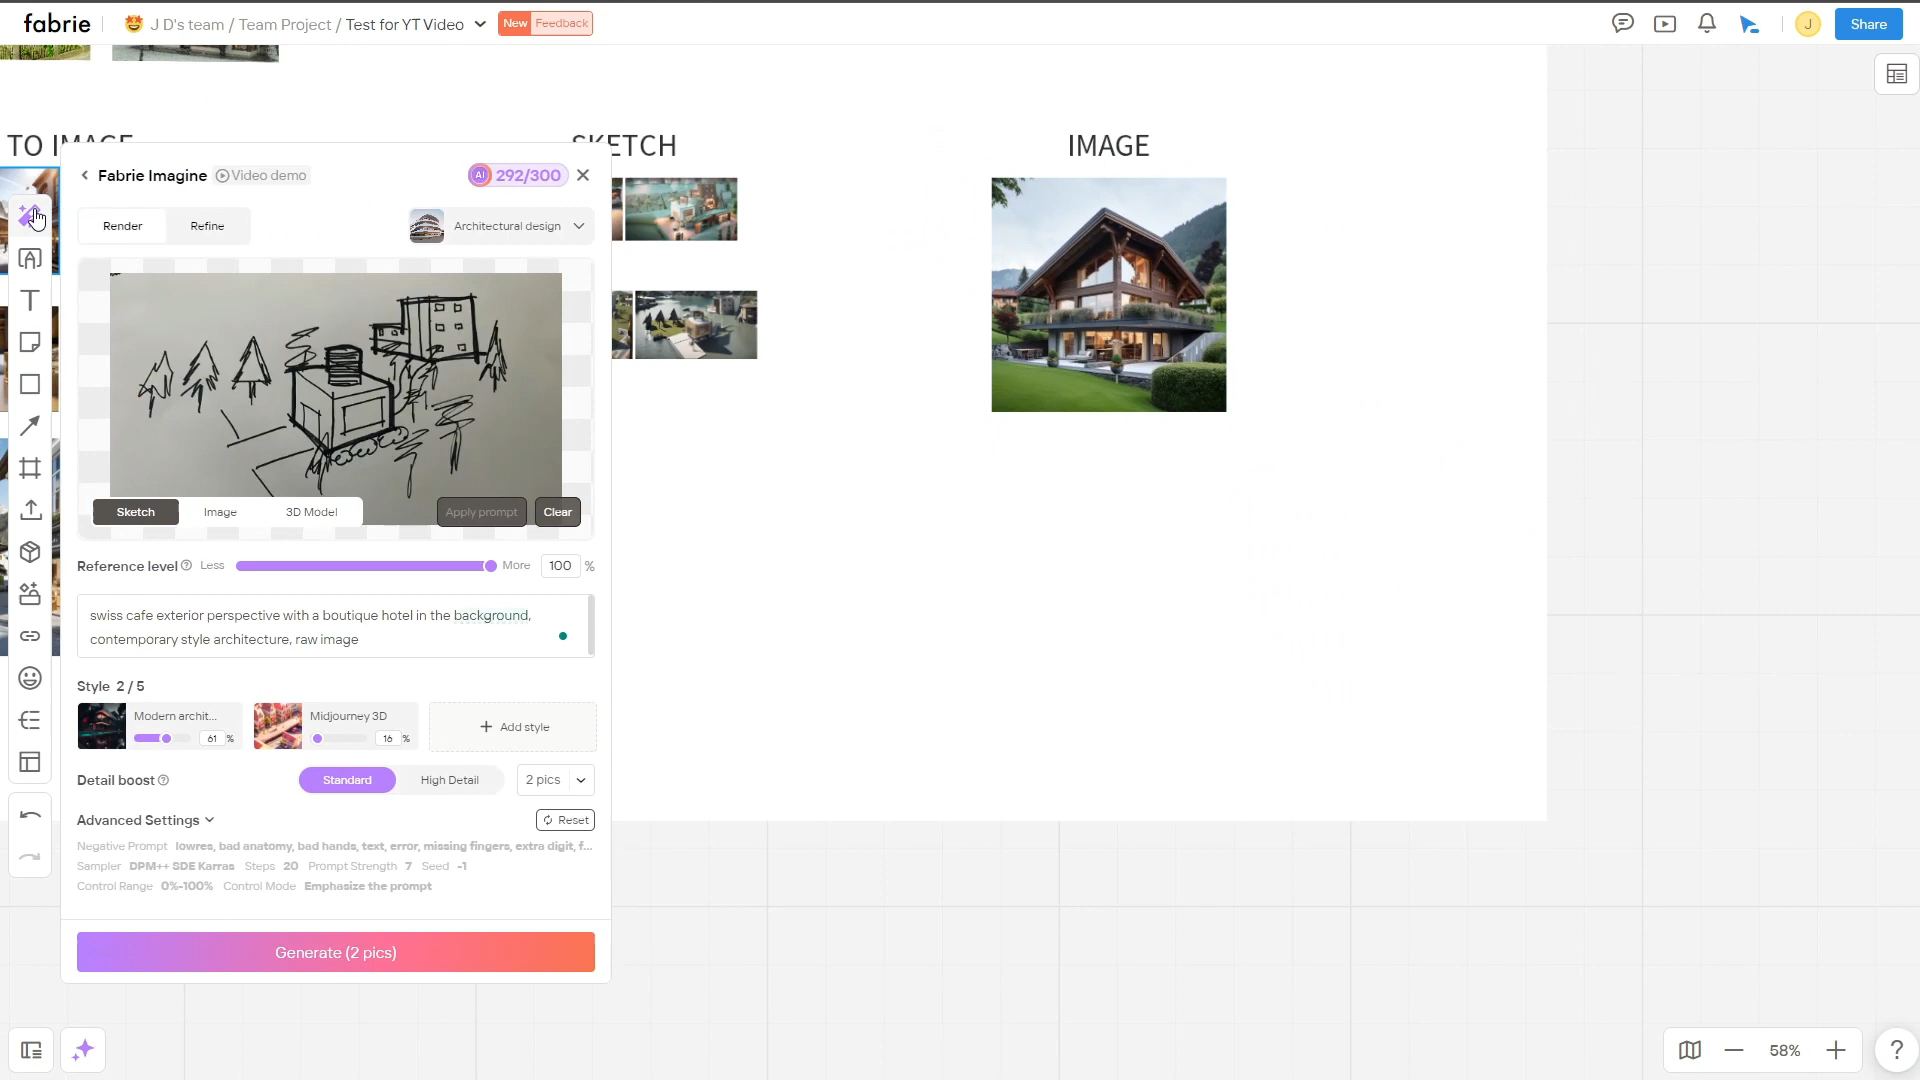 fabrie
J D's team / Team Project / Test for YT Video
New Feedback
J
Share
TO IMAGE
SKETCH
IMAGE
Fabrie Imagine
Video demo
AI 292/300
Render
Refine
Architectural design
Sketch
Image
3D Model
Apply prompt
Clear
Reference level
Less
More
100 %
swiss cafe exterior perspective with a boutique hotel in the background,
contemporary style architecture, raw image
Style 2 / 5
Modern archit...
61 %
Midjourney 3D
16 %
Add style
Detail boost
Standard
High Detail
2 pics
Advanced Settings
Reset
Negative Prompt lowres, bad anatomy, bad hands, text, error, missing fingers, extra digit, f...
Sampler DPM++ SDE Karras Steps 20 Prompt Strength 7 Seed -1
Control Range 0%-100% Control Mode Emphasize the prompt
Generate (2 pics)
58%
?